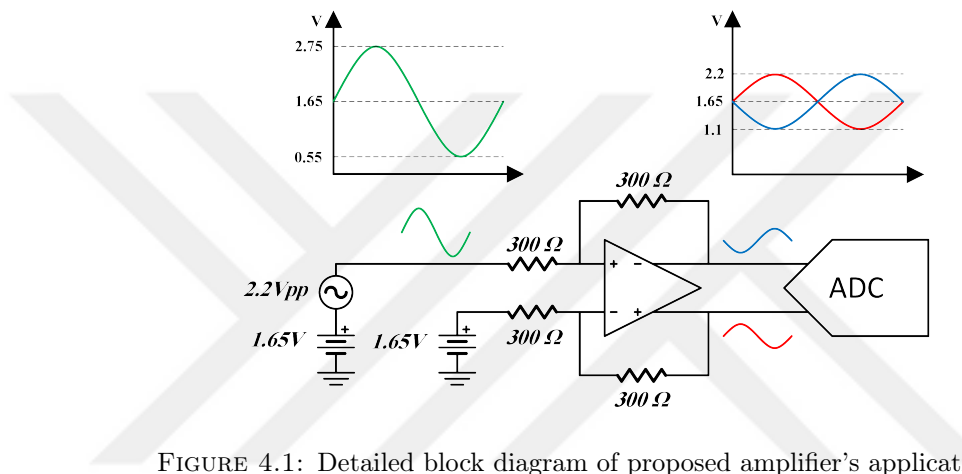 V
2.75
1.65
0.55
V
2.2
1.65
1.1
300 Ω
300 Ω
+ −
2.2Vpp
ADC
− +
+
1.65V
+
1.65V
300 Ω
300 Ω
FIGURE 4.1: Detailed block diagram of proposed amplifier's applicat